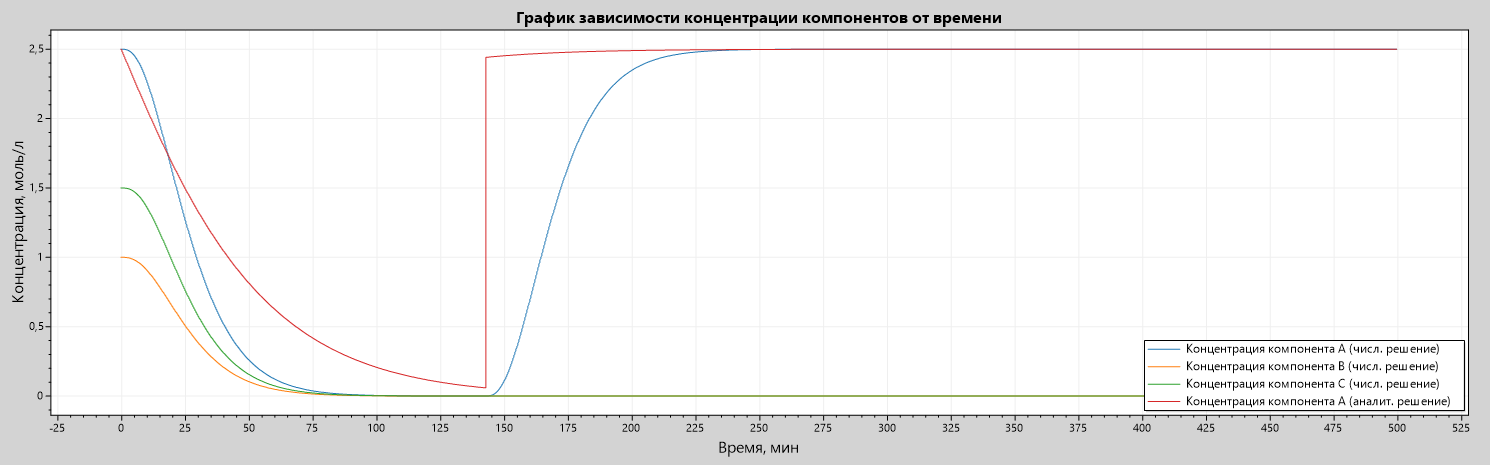 График зависимости концентрации компонентов от времени
Концентрация, моль/л
2,5
2
1,5
1
0,5
0
Концентрация компонента A (числ. решение)
Концентрация компонента B (числ. решение)
Концентрация компонента C (числ. решение)
Концентрация компонента A (аналит. решение)
-25 0 25 50 75 100 125 150 175 200 225 250 275 300 325 350 375 400 425 450 475 500 525
Время, мин